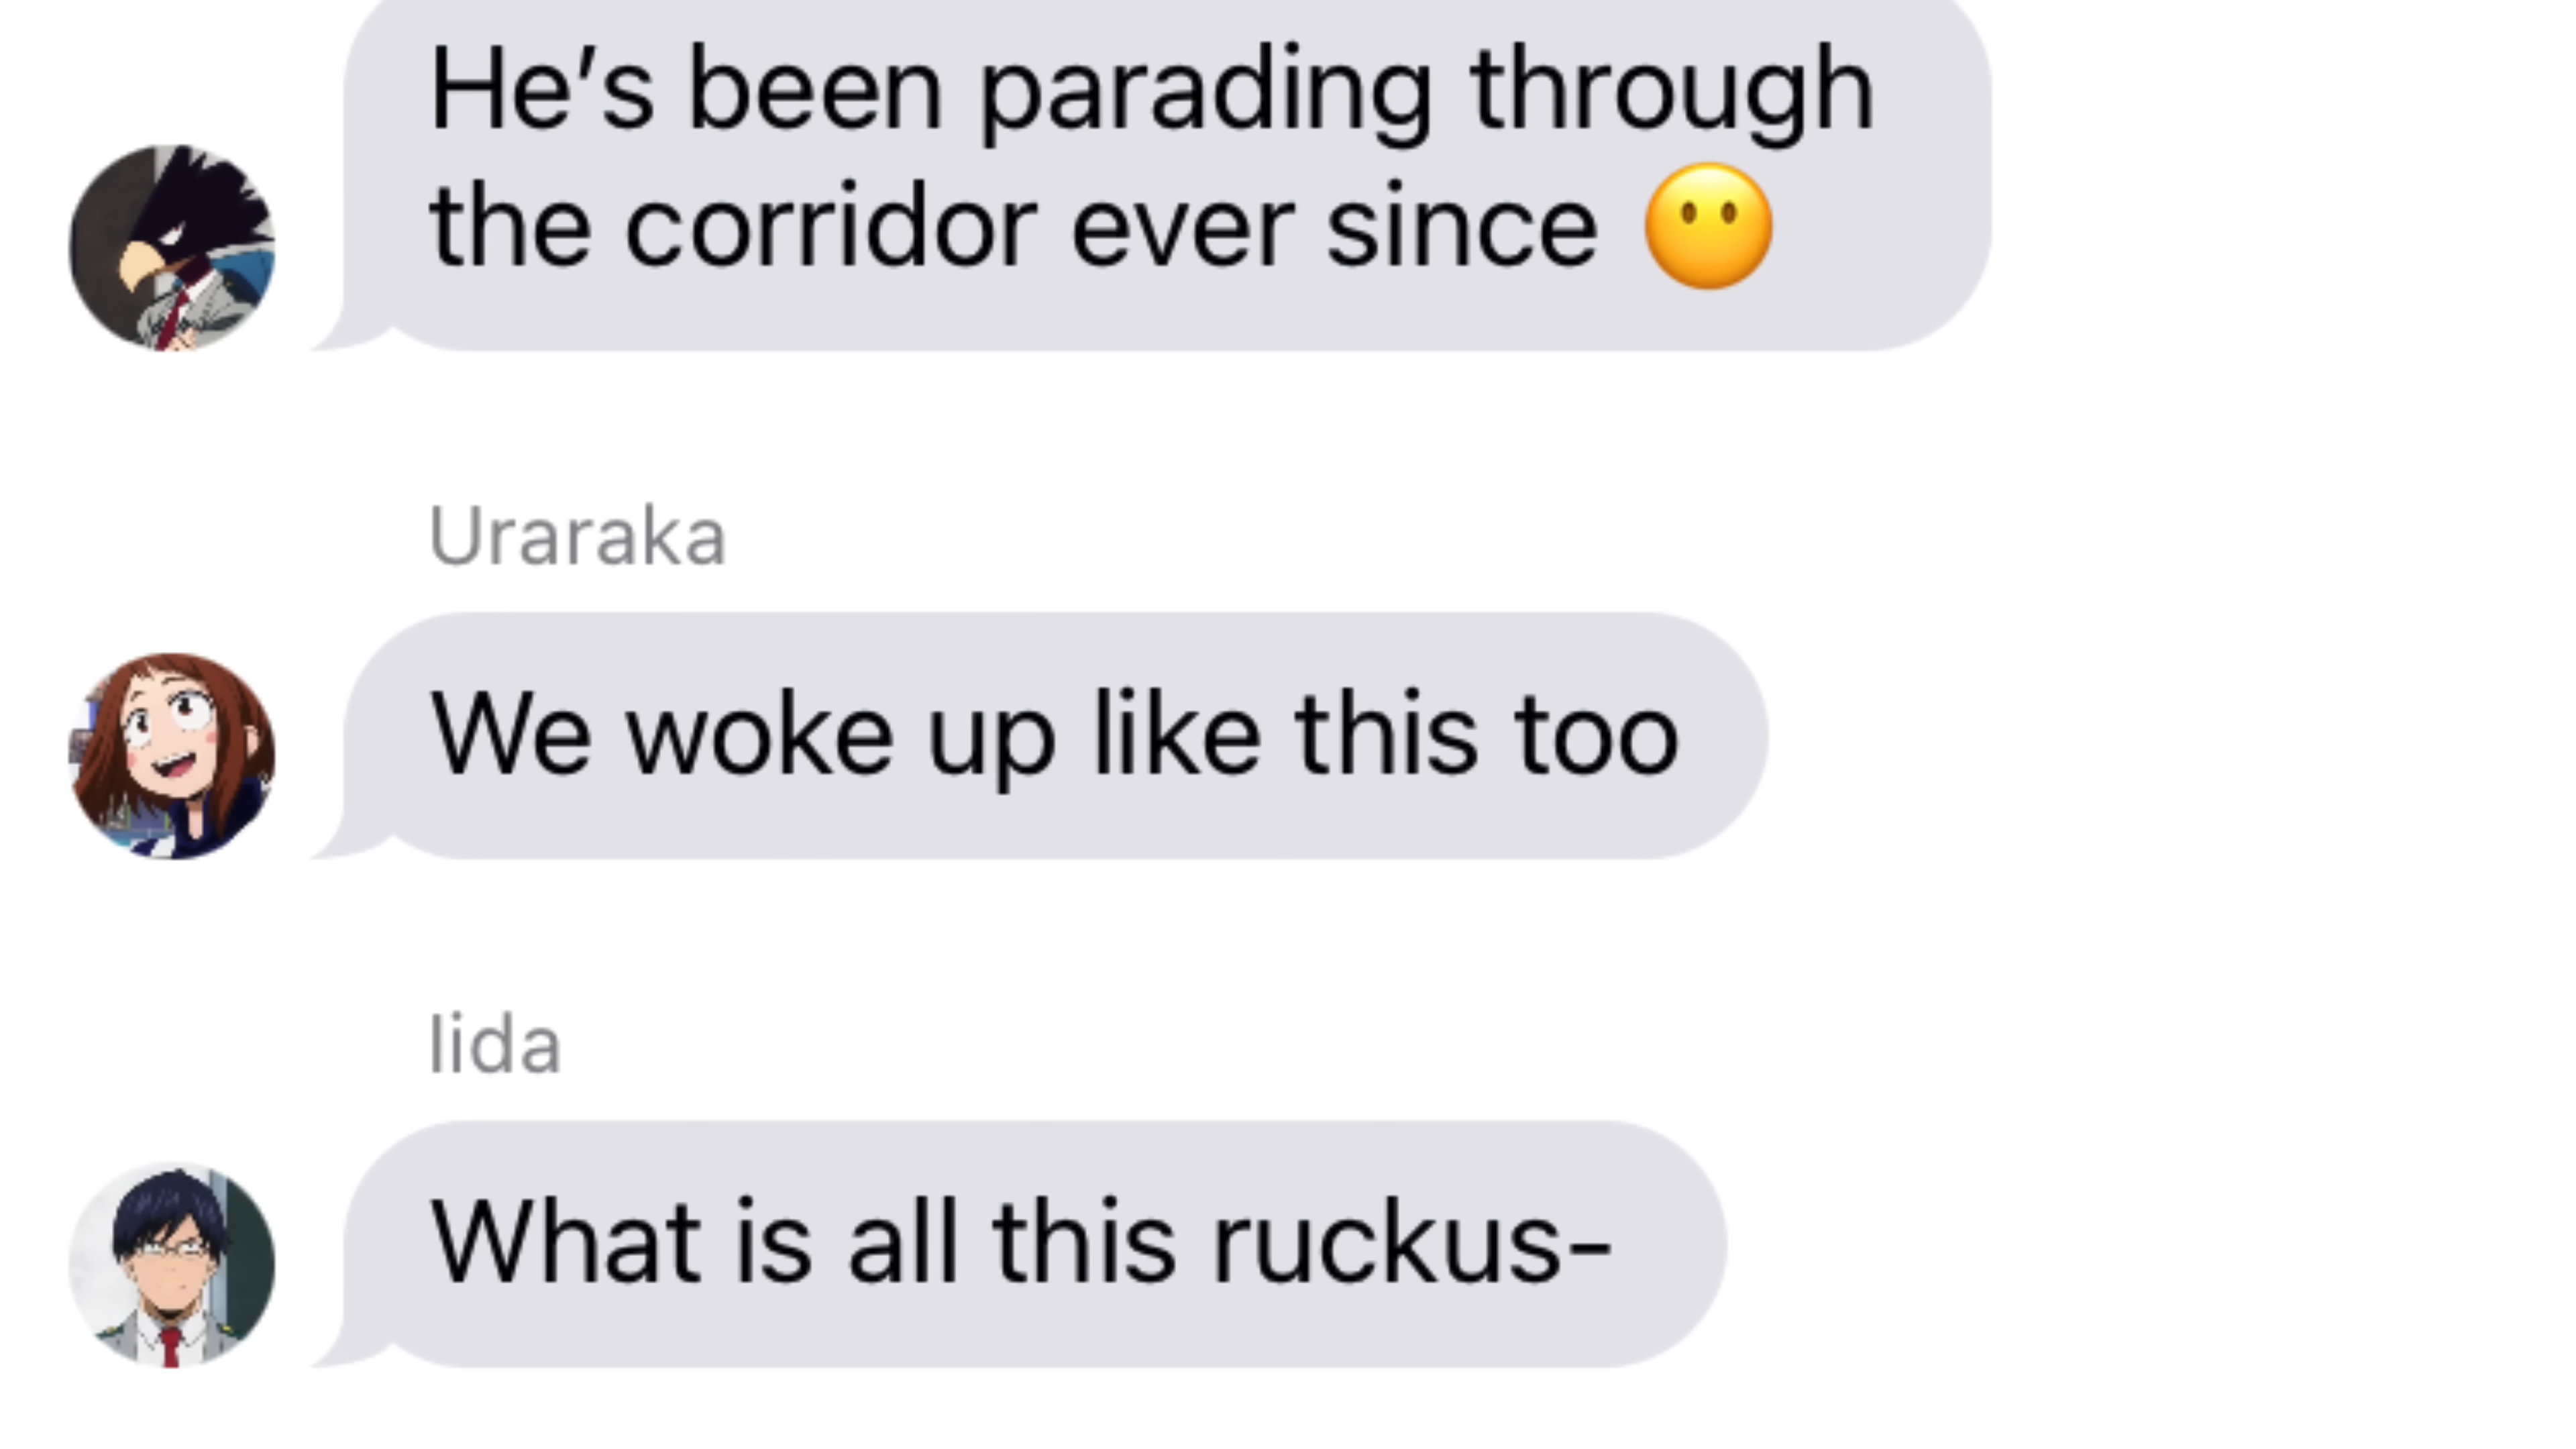 He’s been parading through
the corridor ever since 😶
Uraraka
We woke up like this too
Iida
What is all this ruckus-